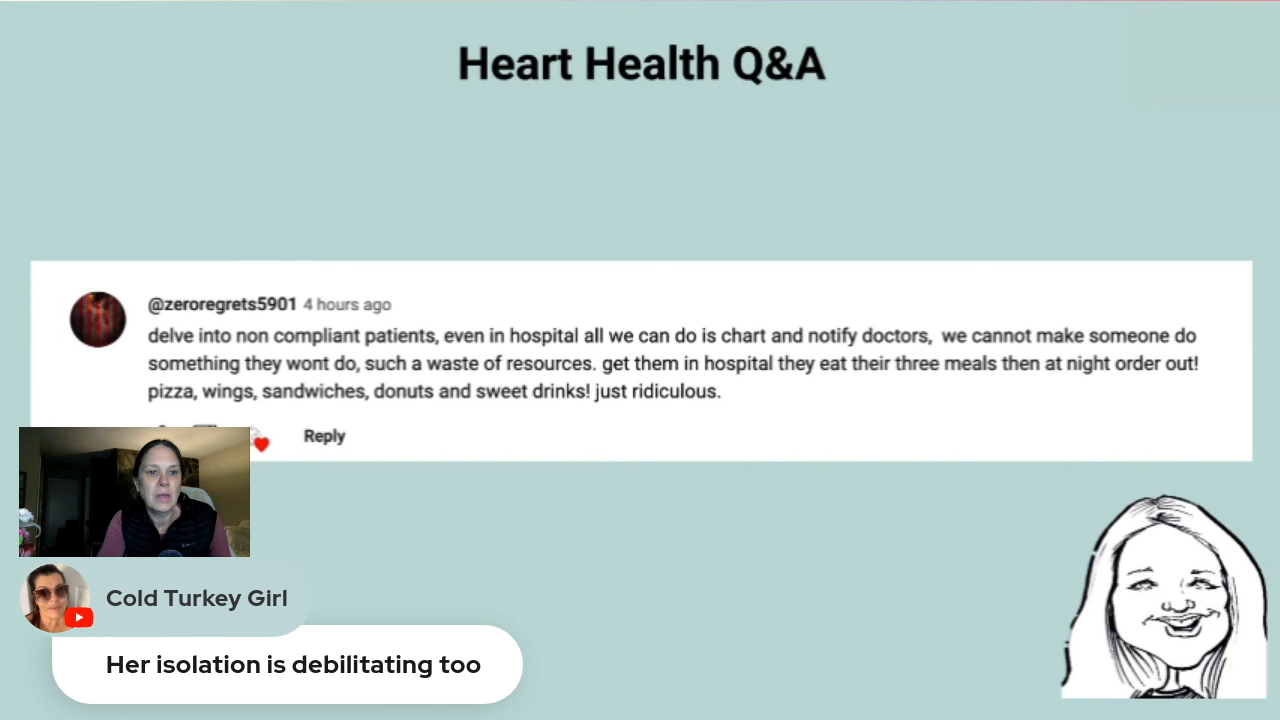 Heart Health Q&A
@zeroregrets5901 4 hours ago
delve into non compliant patients, even in hospital all we can do is chart and notify doctors,  we cannot make someone do
something they wont do, such a waste of resources. get them in hospital they eat their three meals then at night order out!
pizza, wings, sandwiches, donuts and sweet drinks! just ridiculous.
Reply
Cold Turkey Girl
Her isolation is debilitating too